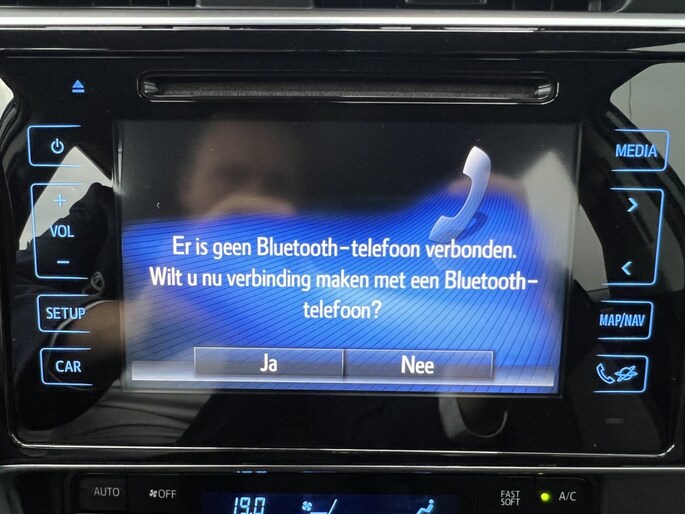 MEDIA
+
VOL
-
Er is geen Bluetooth-telefoon verbonden.
Wilt u nu verbinding maken met een Bluetooth-
telefoon?
SETUP
MAP/NAV
Ja
Nee
CAR
AUTO
OFF
19.0
FAST
SOFT
A/C